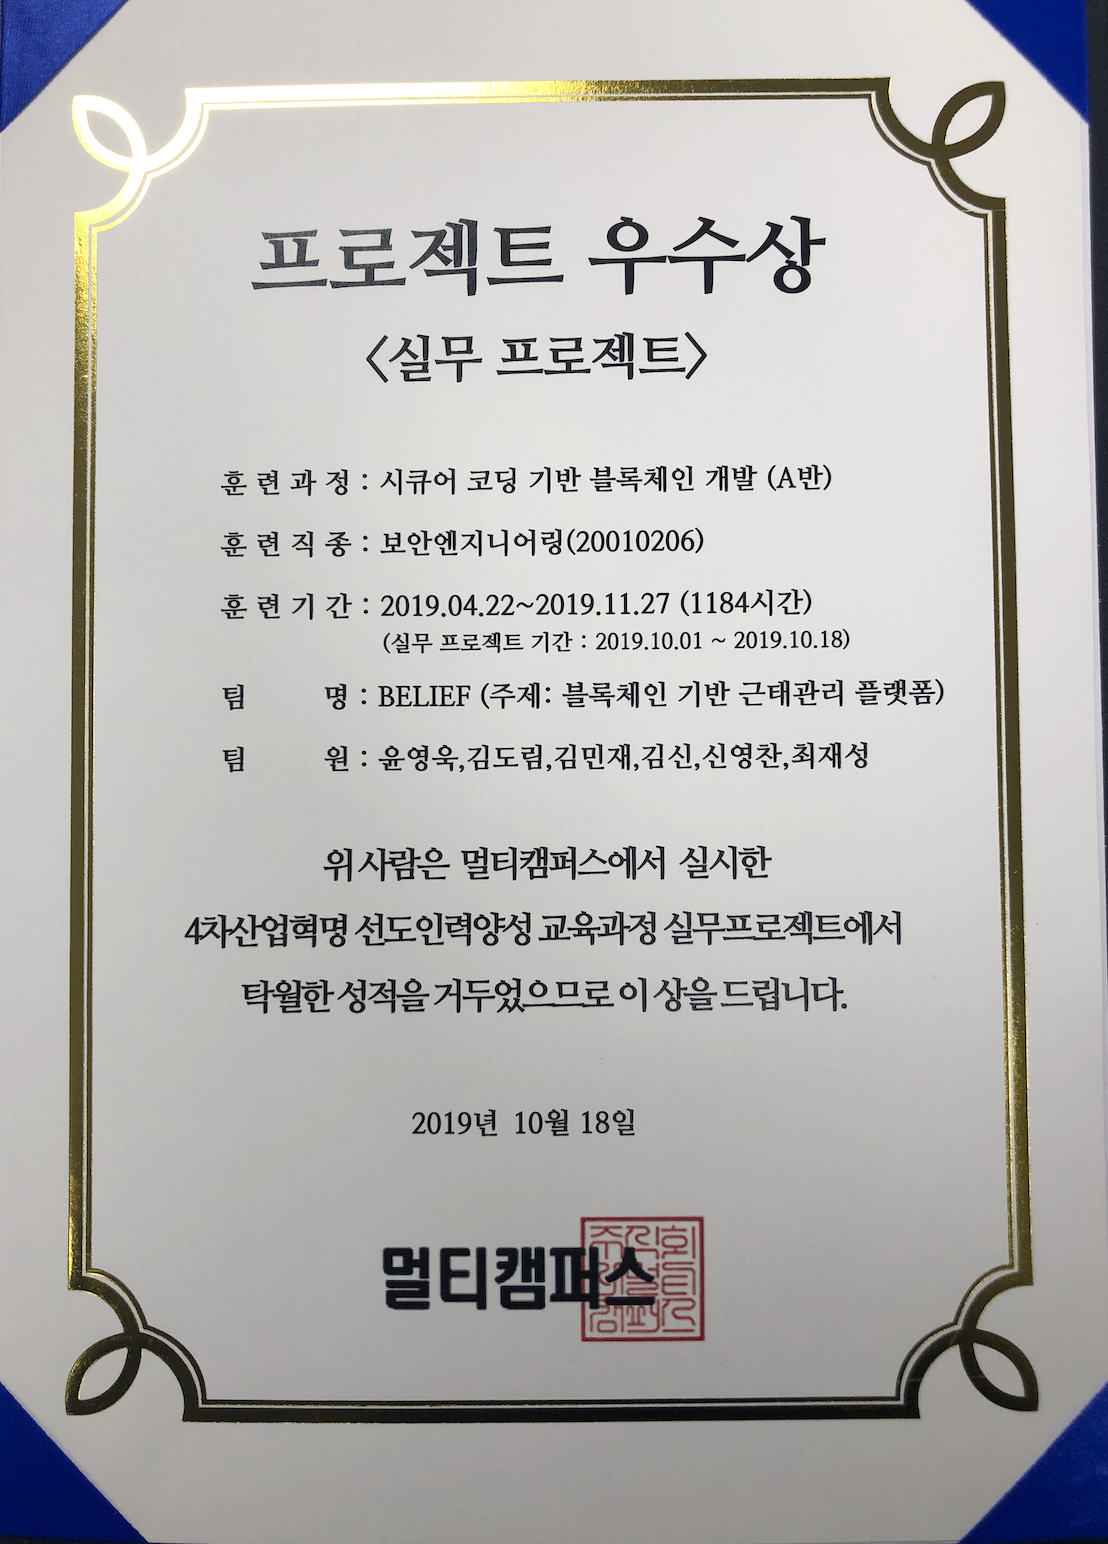 프로젝트 우수상
<실무 프로젝트>
훈 련 과 정 : 시큐어 코딩 기반 블록체인 개발 (A반)
훈 련 직 종 : 보안엔지니어링(20010206)
훈 련 기 간 : 2019.04.22~2019.11.27 (1184시간)
(실무 프로젝트 기간 : 2019.10.01 ~ 2019.10.18)
팀 명 : BELIEF (주제: 블록체인 기반 근태관리 플랫폼)
팀 원 : 윤영욱,김도림,김민재,김신,신영찬,최재성
위 사람은 멀티캠퍼스에서 실시한
4차산업혁명 선도인력양성 교육과정 실무프로젝트에서
탁월한 성적을 거두었으므로 이 상을 드립니다.
2019년 10월 18일
멀티캠퍼스